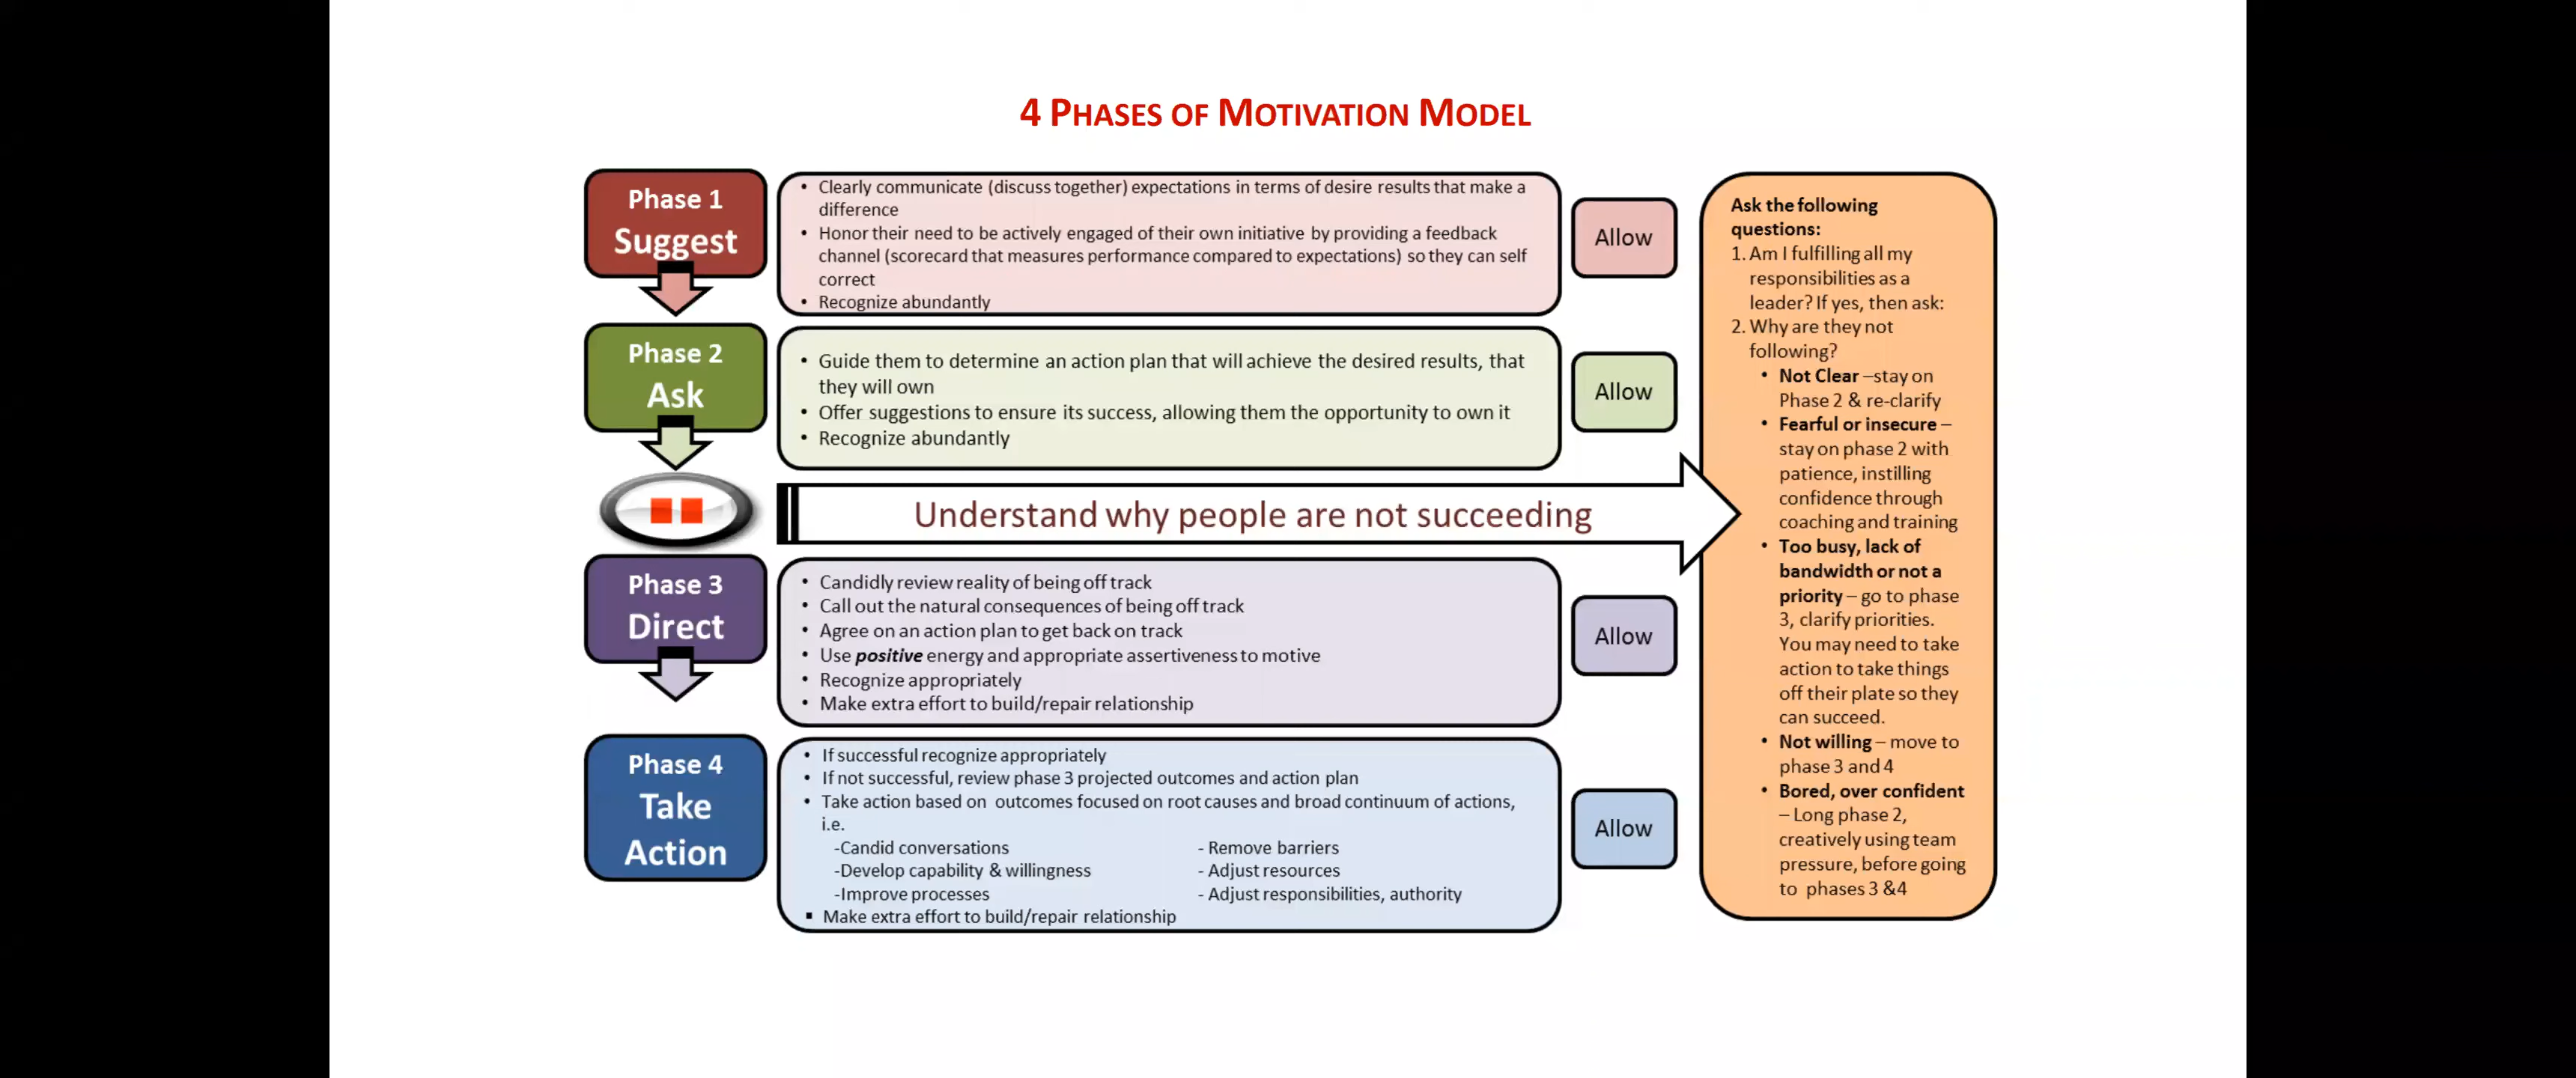 4 PHASES OF MOTIVATION MODEL
Phase 1
Suggest
• Clearly communicate (discuss together) expectations in terms of desire results that make a
difference
• Honor their need to be actively engaged of their own initiative by providing a feedback
channel (scorecard that measures performance compared to expectations) so they can self
correct
• Recognize abundantly
Allow
Phase 2
Ask
• Guide them to determine an action plan that will achieve the desired results, that
they will own
• Offer suggestions to ensure its success, allowing them the opportunity to own it
• Recognize abundantly
Allow
Understand why people are not succeeding
Phase 3
Direct
• Candidly review reality of being off track
• Call out the natural consequences of being off track
• Agree on an action plan to get back on track
• Use positive energy and appropriate assertiveness to motive
• Recognize appropriately
• Make extra effort to build/repair relationship
Allow
Phase 4
Take
Action
• If successful recognize appropriately
• If not successful, review phase 3 projected outcomes and action plan
• Take action based on outcomes focused on root causes and broad continuum of actions,
i.e.
-Candid conversations
-Develop capability & willingness
-Improve processes
- Remove barriers
- Adjust resources
- Adjust responsibilities, authority
▪ Make extra effort to build/repair relationship
Allow
Ask the following
questions:
1. Am I fulfilling all my
responsibilities as a
leader? If yes, then ask:
2. Why are they not
following?
• Not Clear –stay on
Phase 2 & re-clarify
• Fearful or insecure –
stay on phase 2 with
patience, instilling
confidence through
coaching and training
• Too busy, lack of
bandwidth or not a
priority – go to phase
3, clarify priorities.
You may need to take
action to take things
off their plate so they
can succeed.
• Not willing – move to
phase 3 and 4
• Bored, over confident
– Long phase 2,
creatively using team
pressure, before going
to phases 3 &4